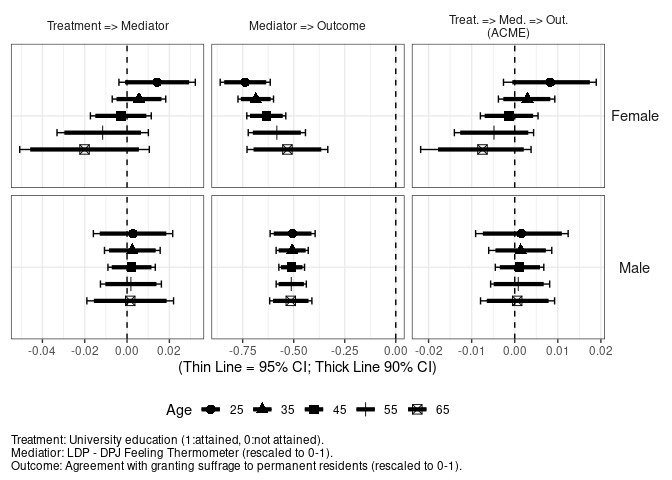 Treatment => Mediator
Mediator => Outcome
Treat. => Med. => Out.
(ACME)
Female
Male
-0.04 -0.02 0.00 0.02
-0.75 -0.50 -0.25 0.00
-0.02 -0.01 0.00 0.01 0.02
(Thin Line = 95% CI; Thick Line 90% CI)
Age 25 35 45 55 65
Treatment: University education (1:attained, 0:not attained).
Mediatior: LDP - DPJ Feeling Thermometer (rescaled to 0-1).
Outcome: Agreement with granting suffrage to permanent residents (rescaled to 0-1).